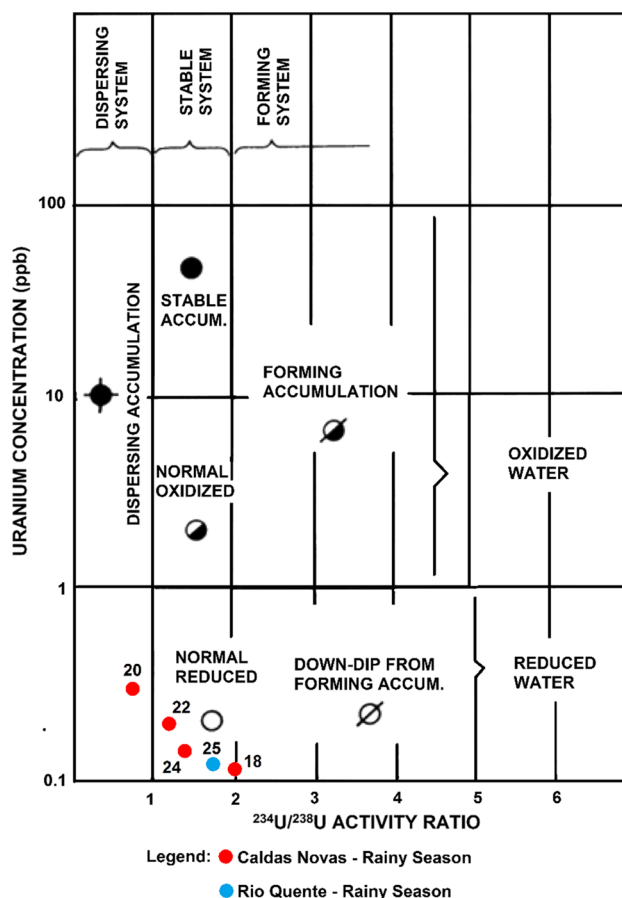 DISPERSING
SYSTEM
STABLE
SYSTEM
FORMING
SYSTEM
100
10
1
0.1
URANIUM CONCENTRATION (ppb)
STABLE
ACCUM.
DISPERSING ACCUMULATION
FORMING
ACCUMULATION
NORMAL
OXIDIZED
OXIDIZED
WATER
NORMAL
REDUCED
DOWN-DIP FROM
FORMING ACCUM.
REDUCED
WATER
20
22
24
25
18
1 2 3 4 5 6
²³⁴U/²³⁸U ACTIVITY RATIO
Legend: Caldas Novas - Rainy Season
Rio Quente - Rainy Season